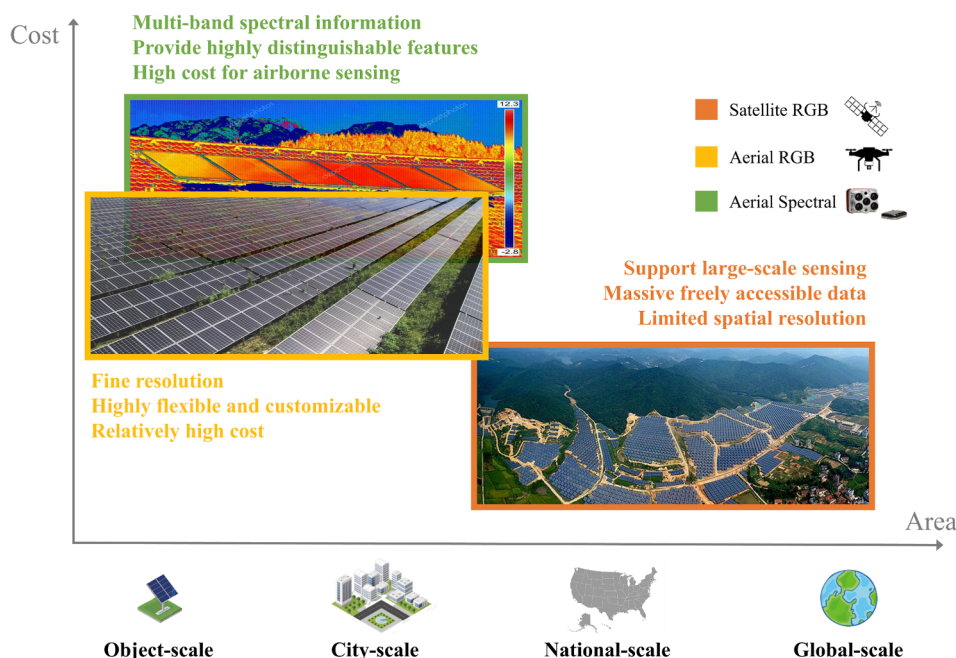 Cost
Multi-band spectral information
Provide highly distinguishable features
High cost for airborne sensing
12.3
-2.8
Satellite RGB
Aerial RGB
Aerial Spectral
Support large-scale sensing
Massive freely accessible data
Limited spatial resolution
Fine resolution
Highly flexible and customizable
Relatively high cost
Area
Object-scale
City-scale
National-scale
Global-scale